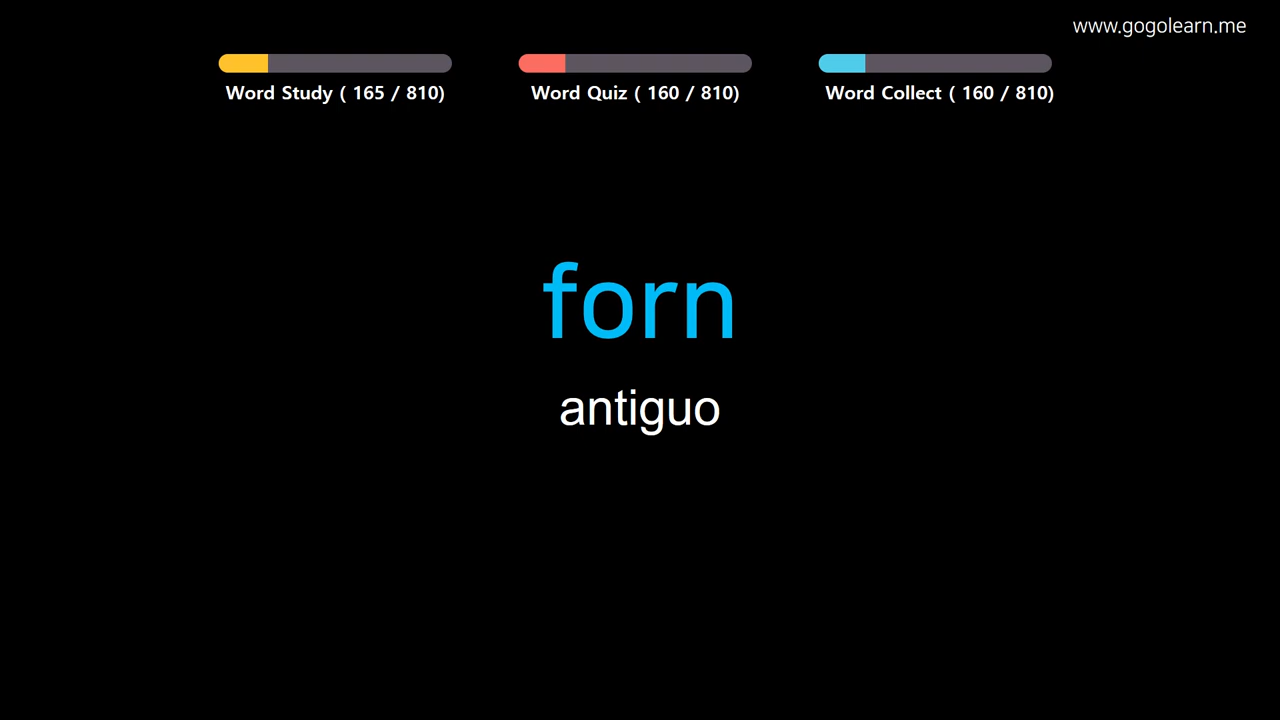 www.gogolearn.me
Word Study ( 165 / 810)
Word Quiz ( 160 / 810)
Word Collect ( 160 / 810)
forn
antiguo